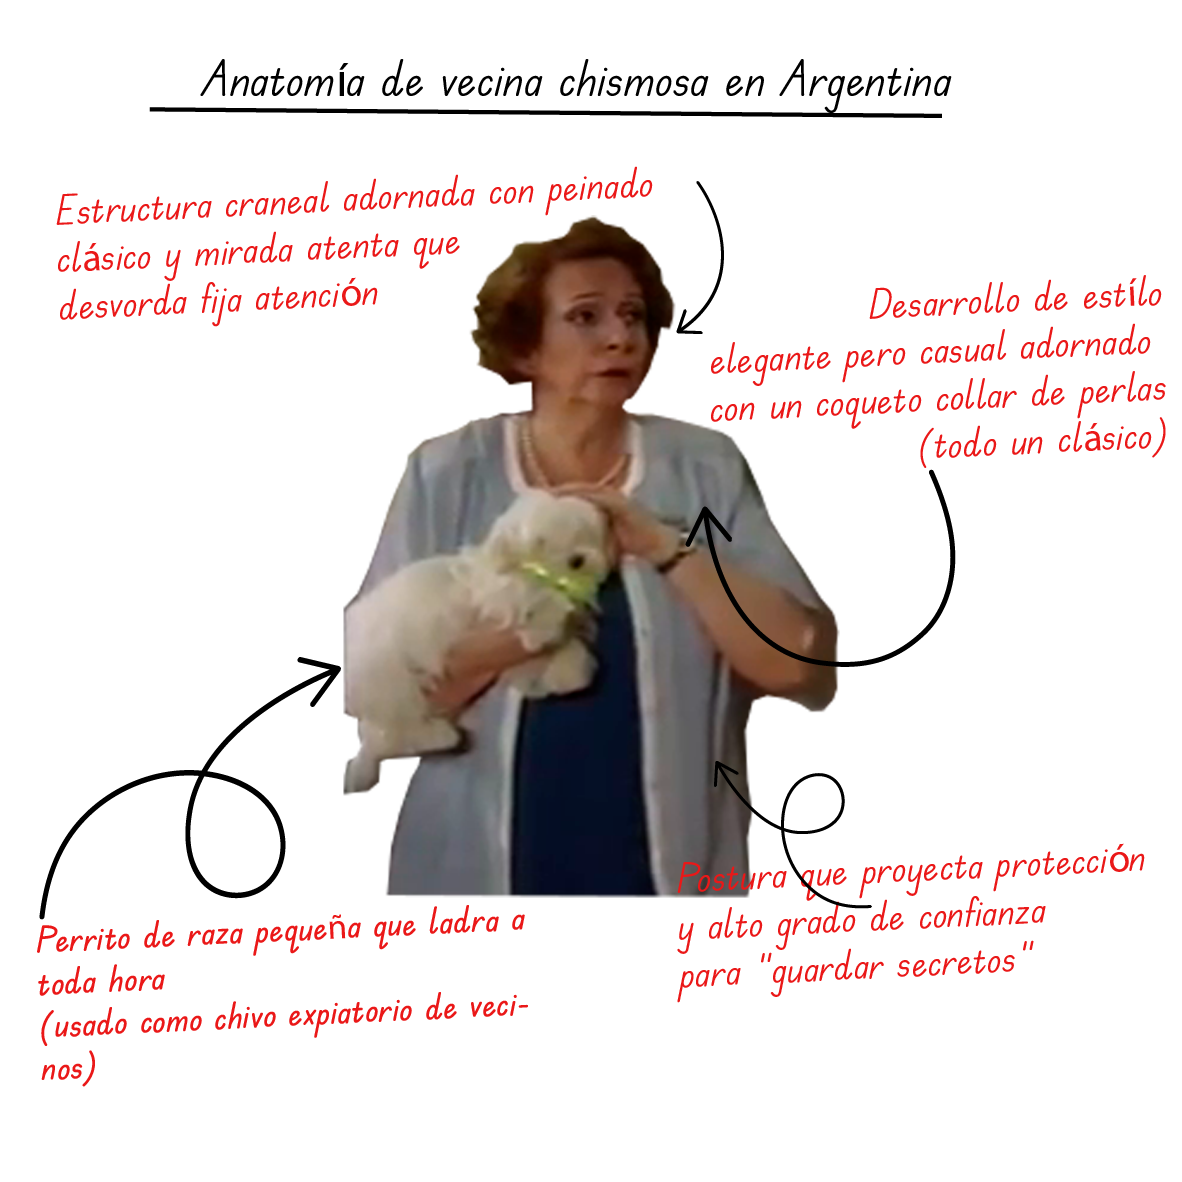 Anatomía de vecina chismosa en Argentina
Estructura craneal adornada con peinado
clásico y mirada atenta que
desvorda fija atención
Desarrollo de estílo
elegante pero casual adornado
con un coqueto collar de perlas
(todo un clásico)
Perrito de raza pequeña que ladra a
toda hora
(usado como chivo expiatorio de veci-
nos)
Postura que proyecta protección
y alto grado de confianza
para "guardar secretos"